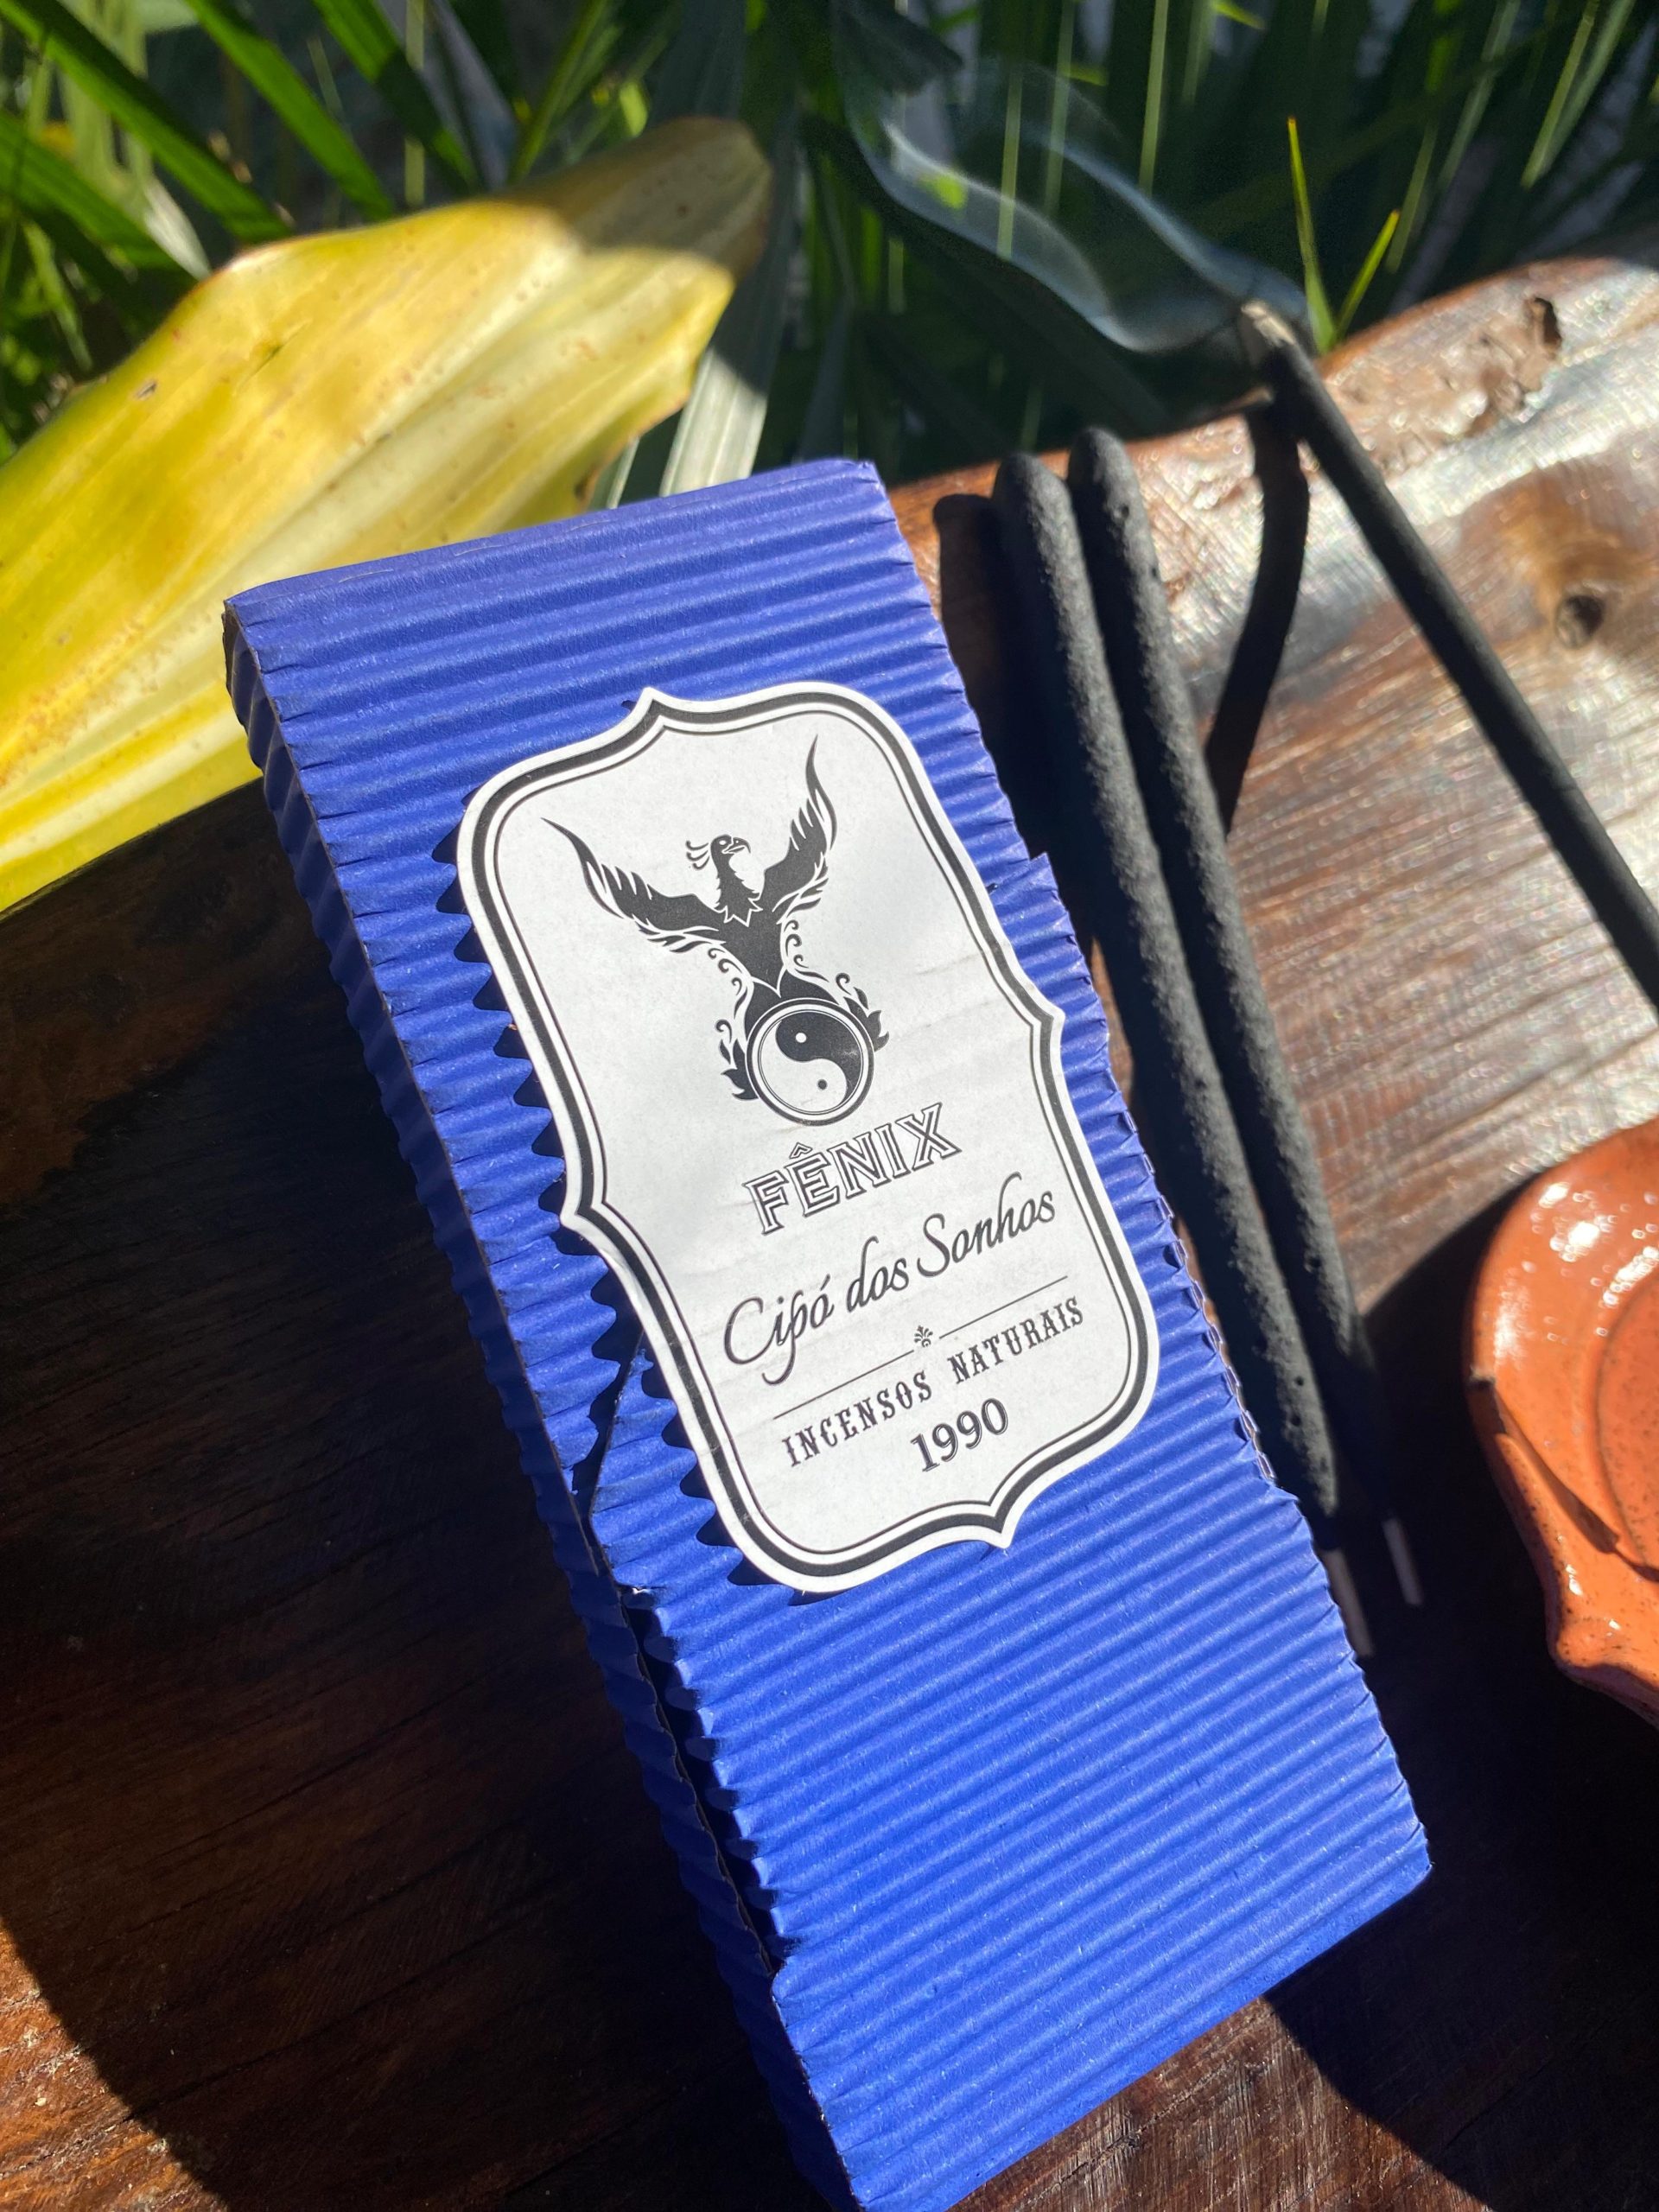 FÊNIX
Cipó dos Sonhos
INCENSOS NATURAIS
1990